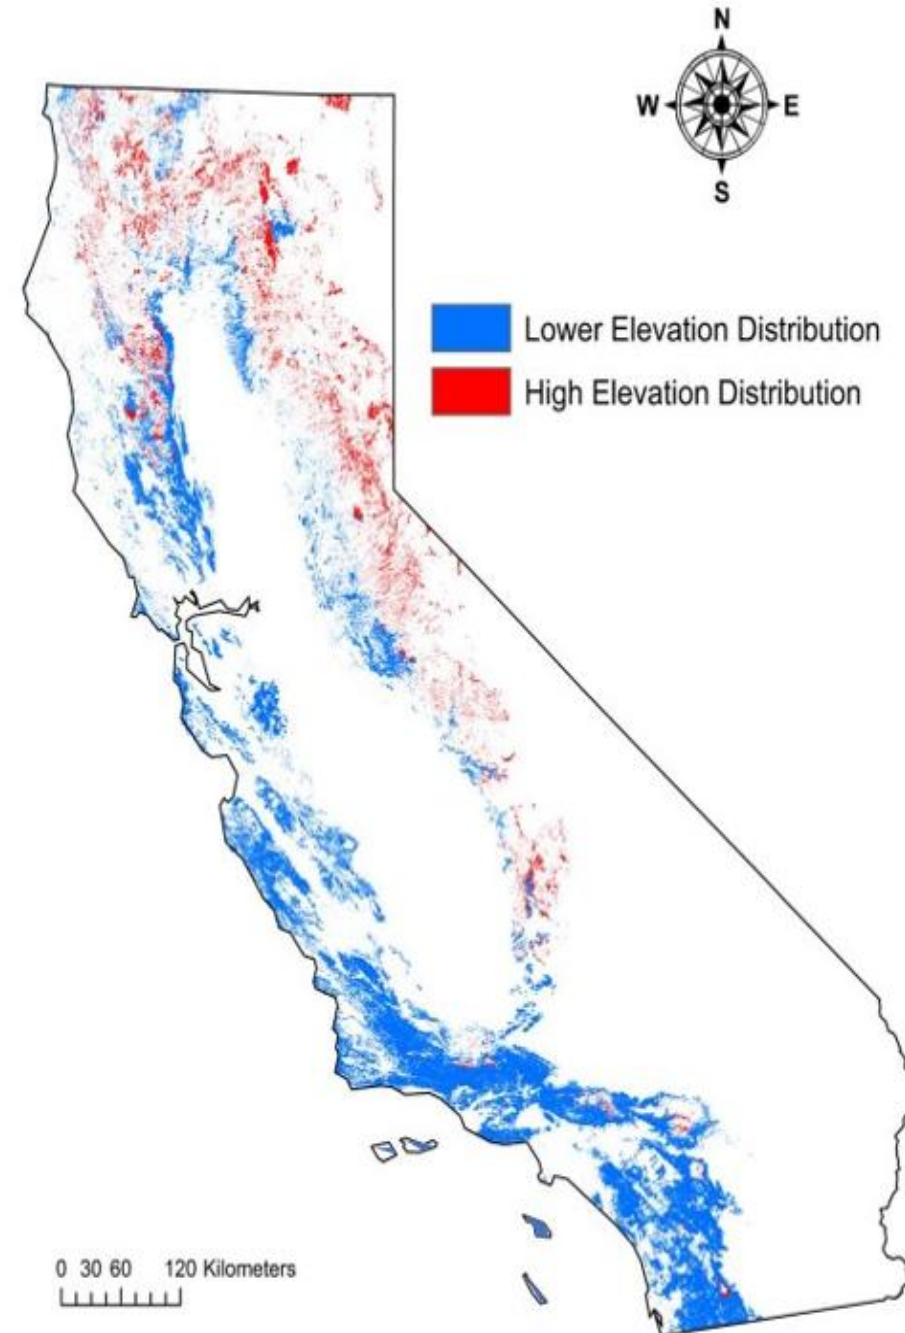 N
W E
S
Lower Elevation Distribution
High Elevation Distribution
0 30 60 120 Kilometers